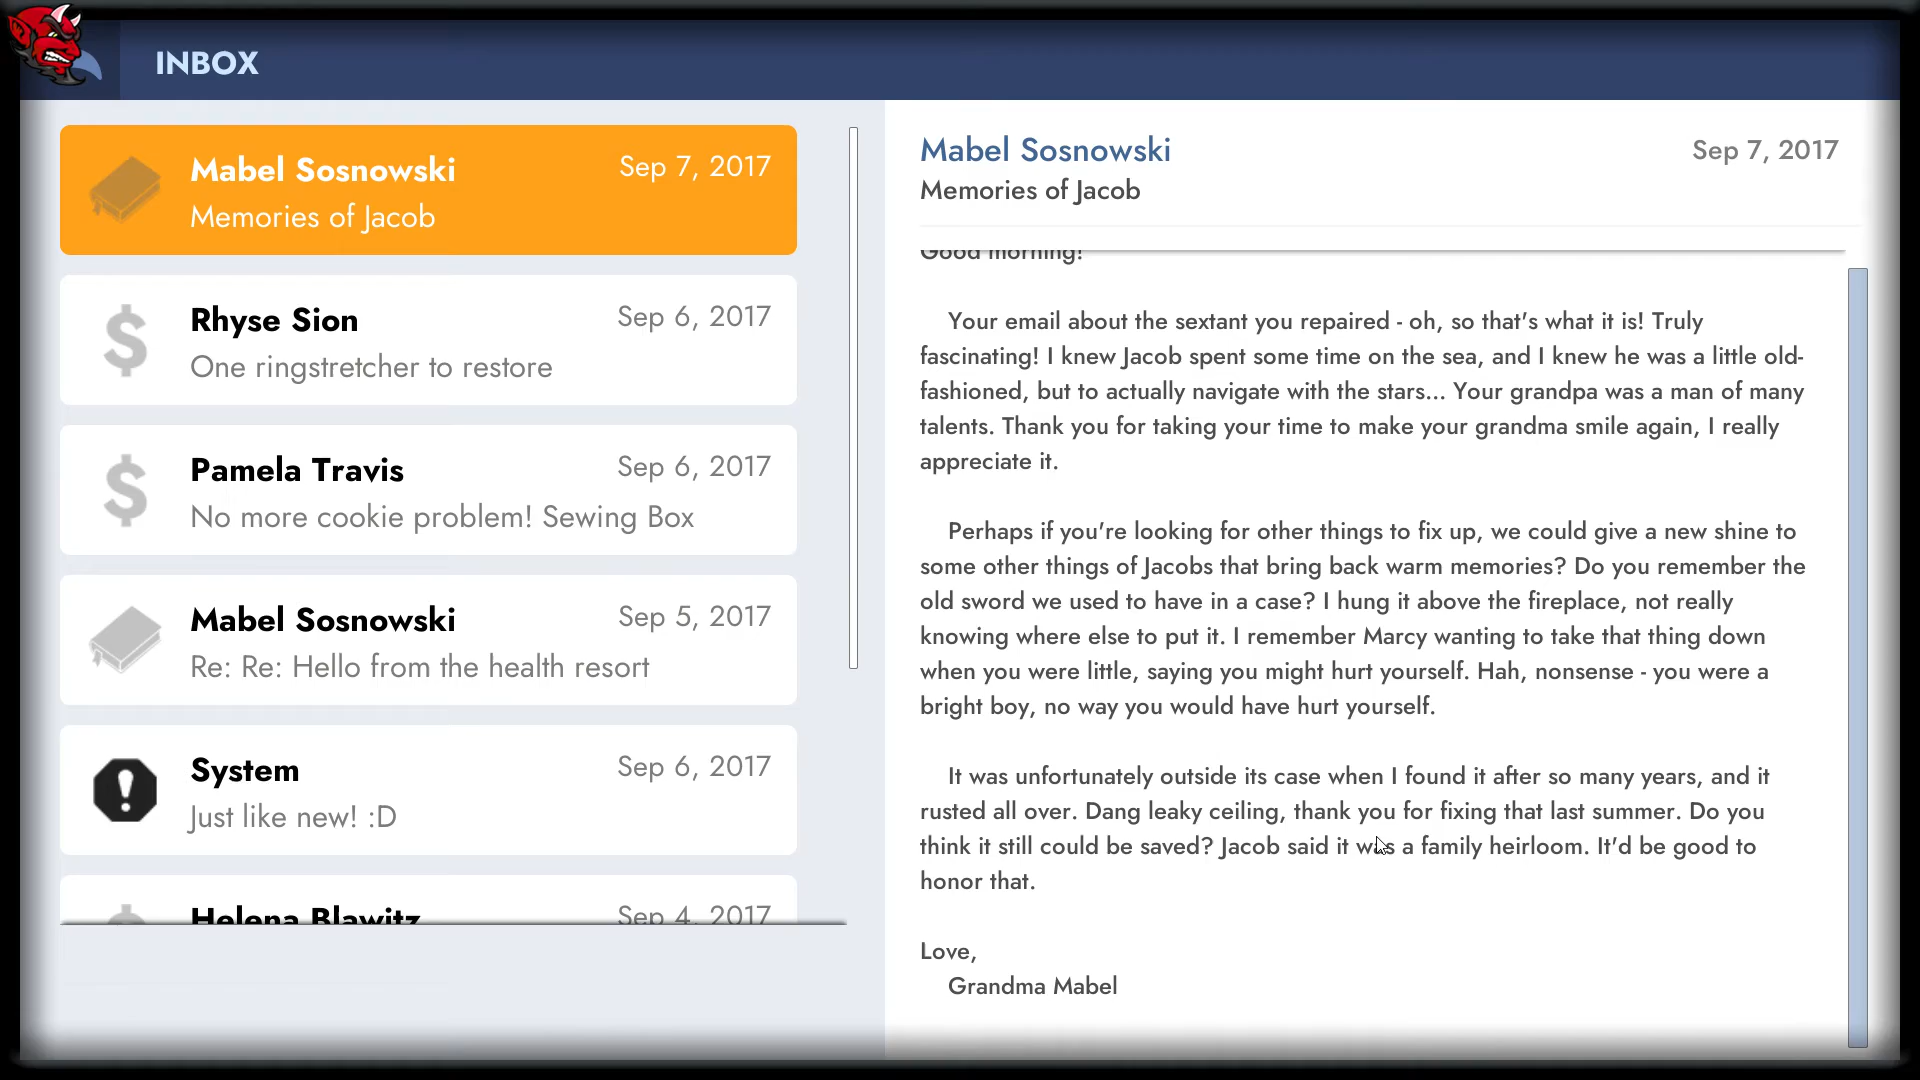 INBOX
Mabel Sosnowski
Sep 7, 2017
Memories of Jacob
Rhyse Sion
Sep 6, 2017
One ringstretcher to restore
Pamela Travis
Sep 6, 2017
No more cookie problem! Sewing Box
Mabel Sosnowski
Sep 5, 2017
Re: Re: Hello from the health resort
System
Sep 6, 2017
Just like new! :D
Helena Blawitz
Sep 4, 2017
Mabel Sosnowski
Sep 7, 2017
Memories of Jacob
Good morning!
Your email about the sextant you repaired - oh, so that's what it is! Truly
fascinating! I knew Jacob spent some time on the sea, and I knew he was a little old-
fashioned, but to actually navigate with the stars... Your grandpa was a man of many
talents. Thank you for taking your time to make your grandma smile again, I really
appreciate it.
Perhaps if you're looking for other things to fix up, we could give a new shine to
some other things of Jacobs that bring back warm memories? Do you remember the
old sword we used to have in a case? I hung it above the fireplace, not really
knowing where else to put it. I remember Marcy wanting to take that thing down
when you were little, saying you might hurt yourself. Hah, nonsense - you were a
bright boy, no way you would have hurt yourself.
It was unfortunately outside its case when I found it after so many years, and it
rusted all over. Dang leaky ceiling, thank you for fixing that last summer. Do you
think it still could be saved? Jacob said it was a family heirloom. It'd be good to
honor that.
Love,
Grandma Mabel